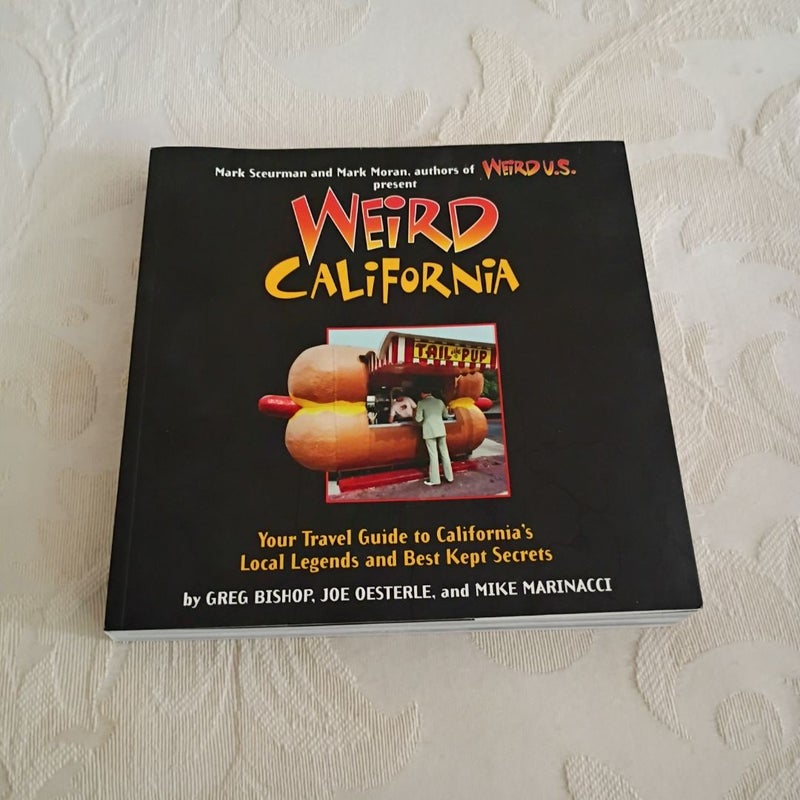 Mark Sceurman and Mark Moran, authors of WEiRD U.S.
present
WEiRD
CALiFORNiA
TAIL o' the PUP
Your Travel Guide to California's
Local Legends and Best Kept Secrets
by GREG BISHOP, JOE OESTERLE, and MIKE MARINACCI